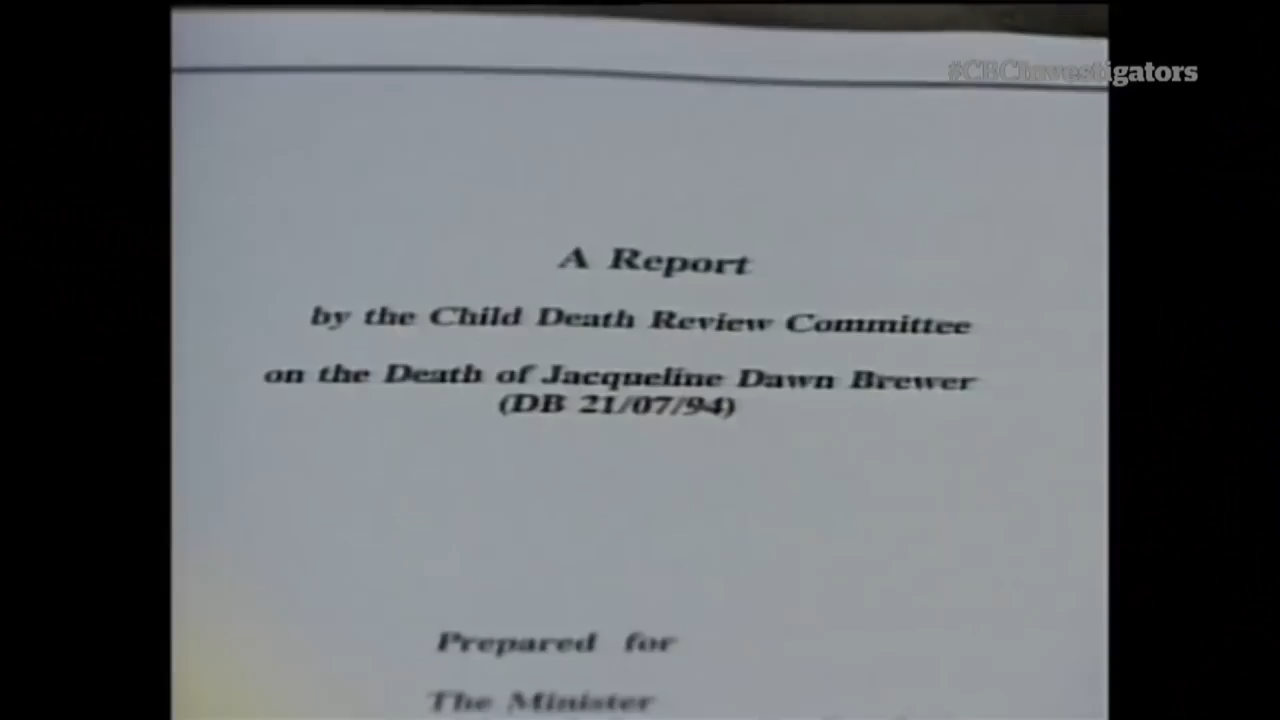 #CBCInvestigators
A Report
by the Child Death Review Committee
on the Death of Jacqueline Dawn Brewer
(DB 21/07/94)
Prepared for
The Minister